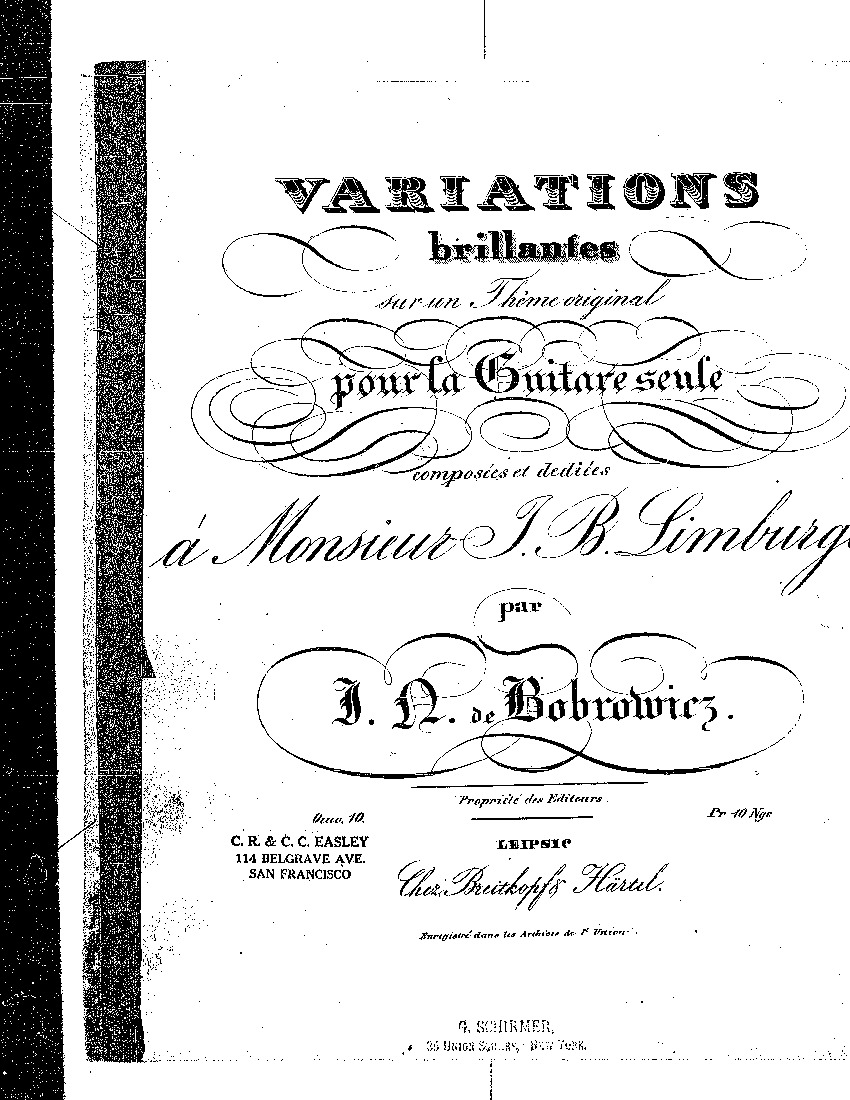 VARIATIONS
brillantes
sur un Thême original
pour la Guitare seule
composées et dediées
á Monsieur J. B. Limburg
par
J. N. de Bobrowicz.
Propriété des Editeurs.
Oeuv. 10.
Pr 10 Ngr
C. R. & C. C. EASLEY
114 BELGRAVE AVE.
SAN FRANCISCO
LEIPSIC
Chez Breitkopf & Härtel.
Enregistré dans les Archives de l'Union.
G. SCHIRMER,
35 UNION SQUARE, NEW YORK.